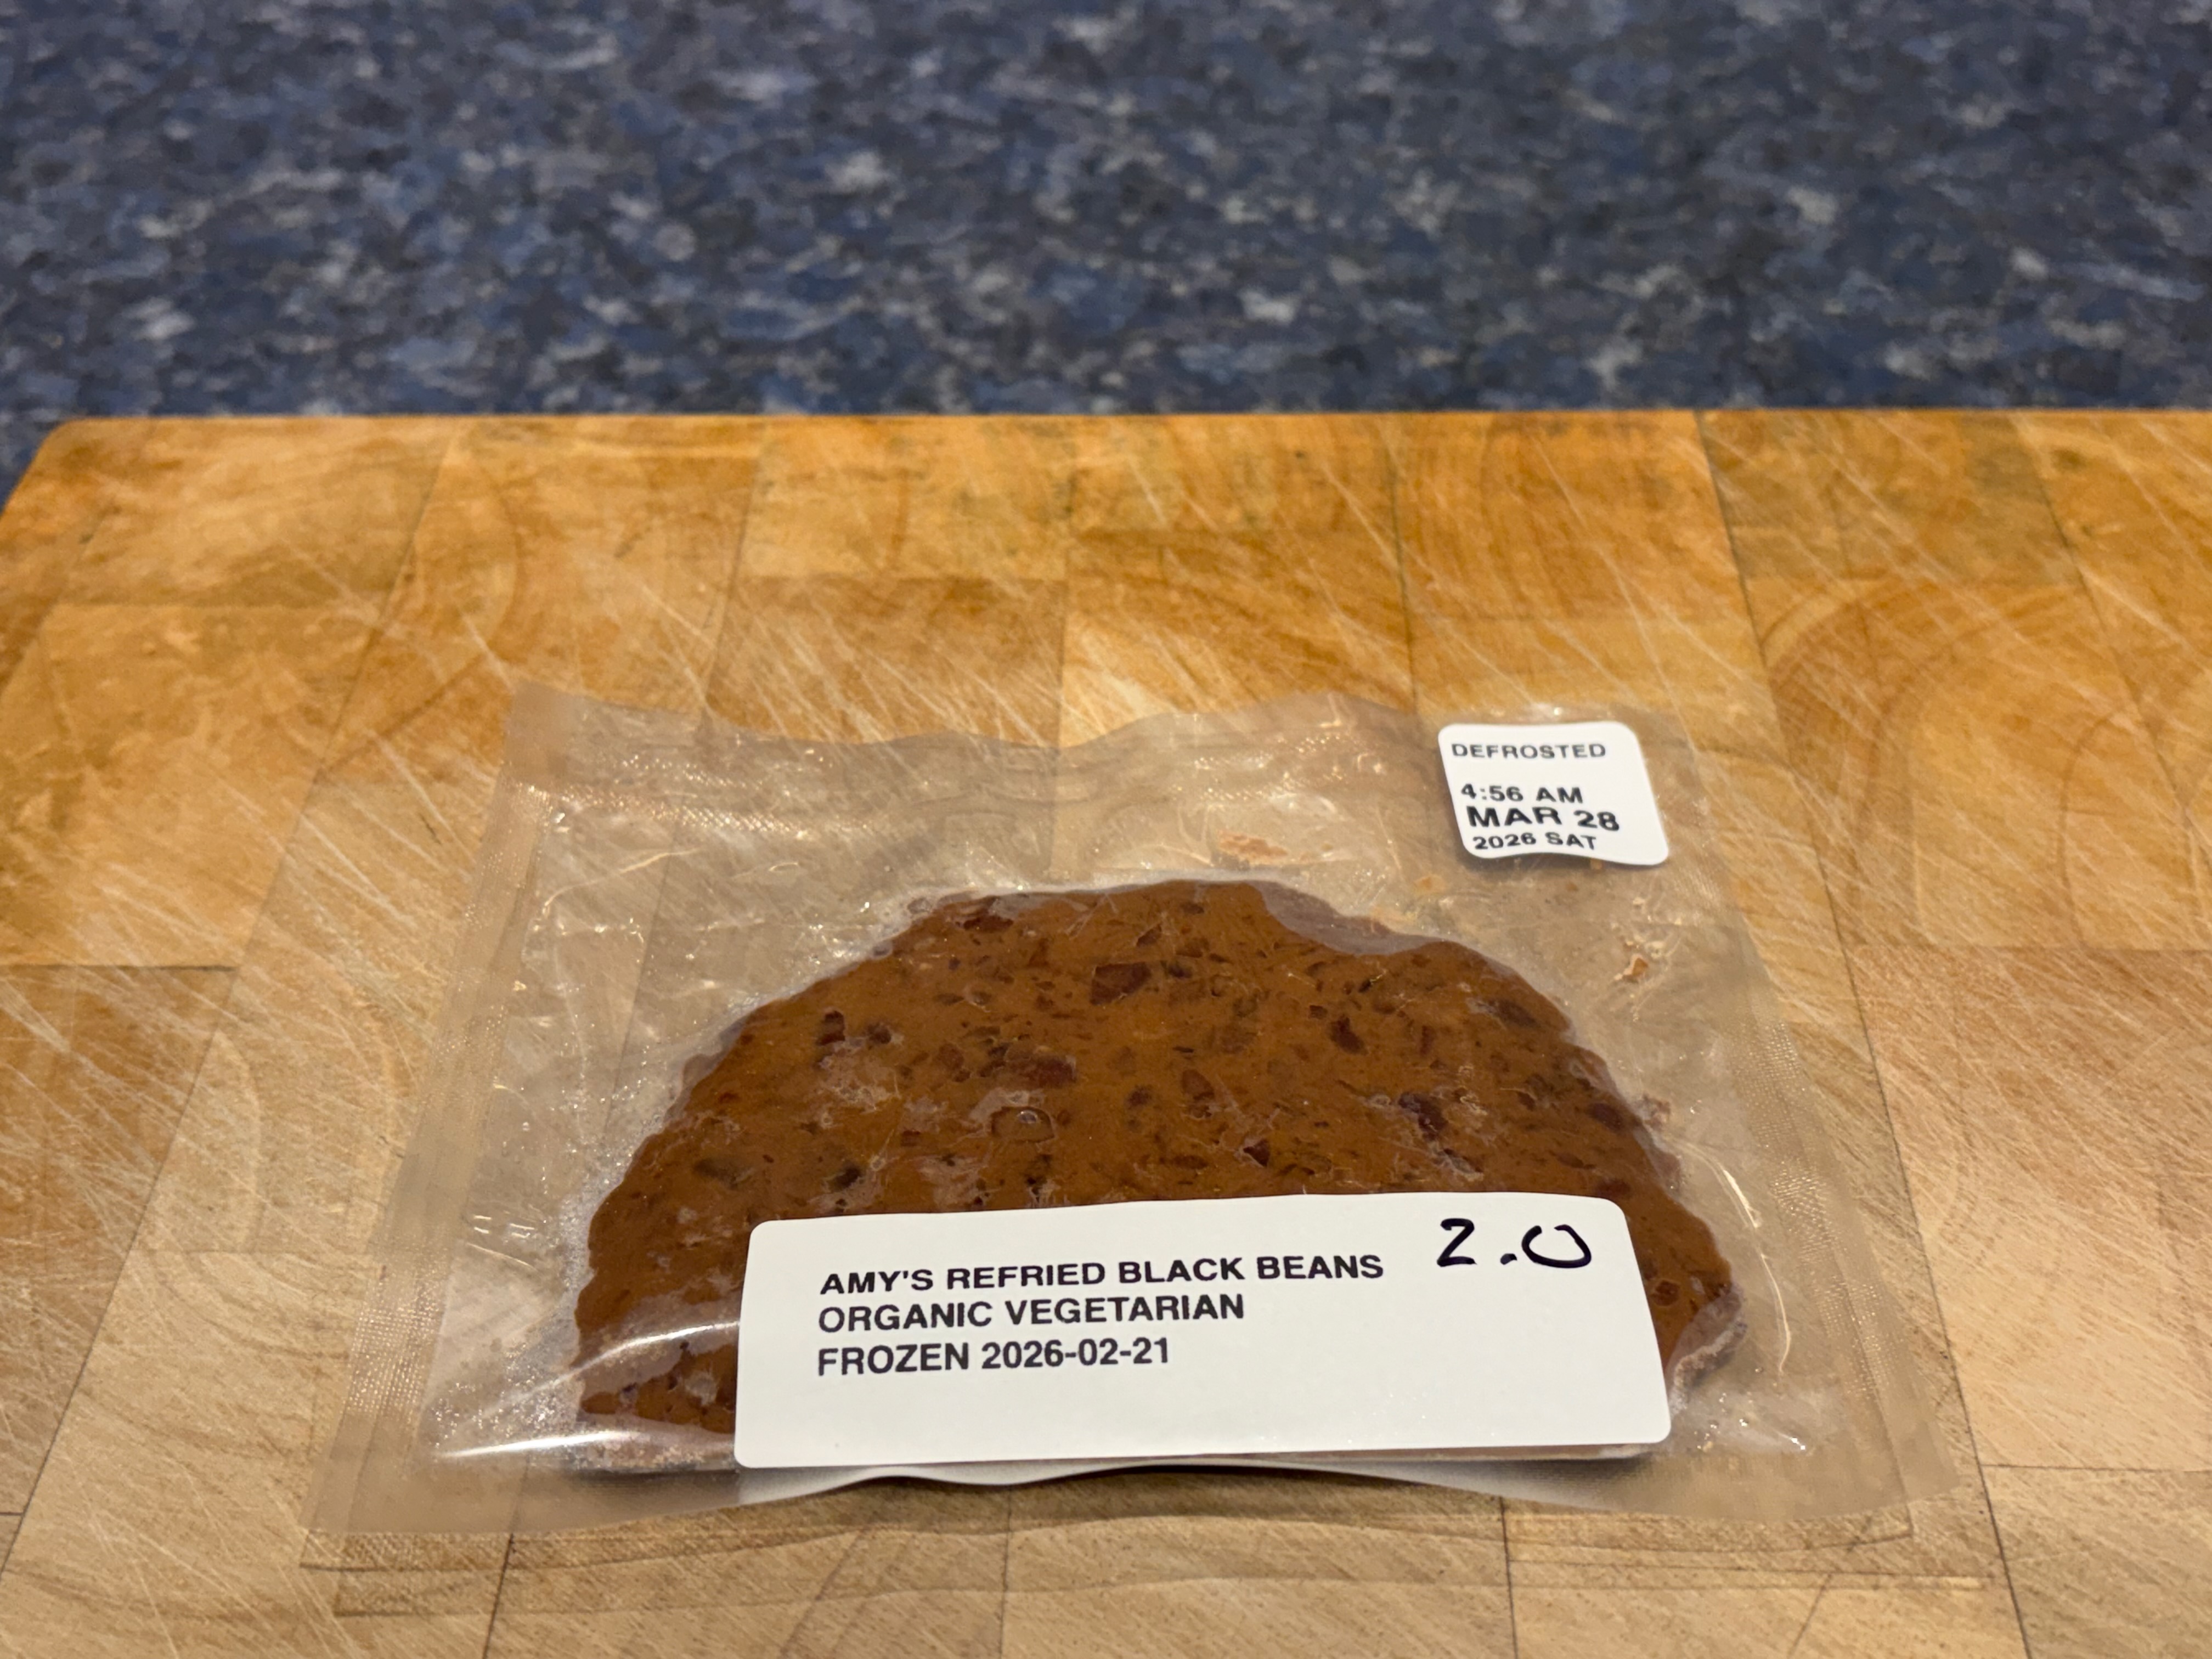 DEFROSTED
4:56 AM
MAR 28
2026 SAT
AMY'S REFRIED BLACK BEANS
ORGANIC VEGETARIAN
FROZEN 2026-02-21
2.0